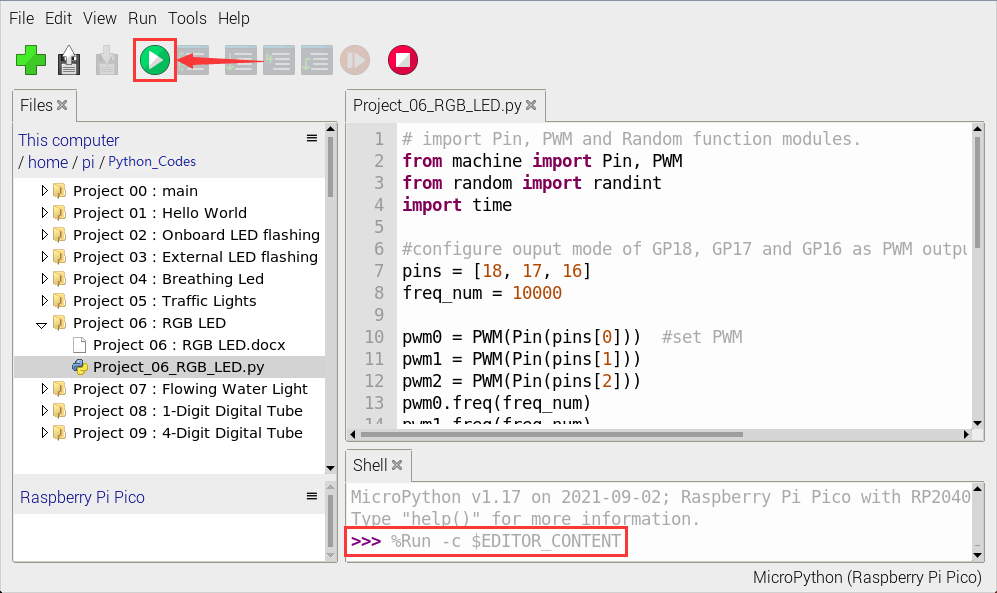 File Edit View Run Tools Help
Files
This computer
/ home / pi / Python_Codes
Project 00 : main
Project 01 : Hello World
Project 02 : Onboard LED flashing
Project 03 : External LED flashing
Project 04 : Breathing Led
Project 05 : Traffic Lights
Project 06 : RGB LED
Project 06 : RGB LED.docx
Project_06_RGB_LED.py
Project 07 : Flowing Water Light
Project 08 : 1-Digit Digital Tube
Project 09 : 4-Digit Digital Tube
Raspberry Pi Pico
Project_06_RGB_LED.py
1 # import Pin, PWM and Random function modules.
2 from machine import Pin, PWM
3 from random import randint
4 import time
5
6 #configure ouput mode of GP18, GP17 and GP16 as PWM outpu
7 pins = [18, 17, 16]
8 freq_num = 10000
9
10 pwm0 = PWM(Pin(pins[0])) #set PWM
11 pwm1 = PWM(Pin(pins[1]))
12 pwm2 = PWM(Pin(pins[2]))
13 pwm0.freq(freq_num)
14 pwm1.freq(freq_num)
Shell
MicroPython v1.17 on 2021-09-02; Raspberry Pi Pico with RP2040
Type "help()" for more information.
>>> %Run -c $EDITOR_CONTENT
MicroPython (Raspberry Pi Pico)